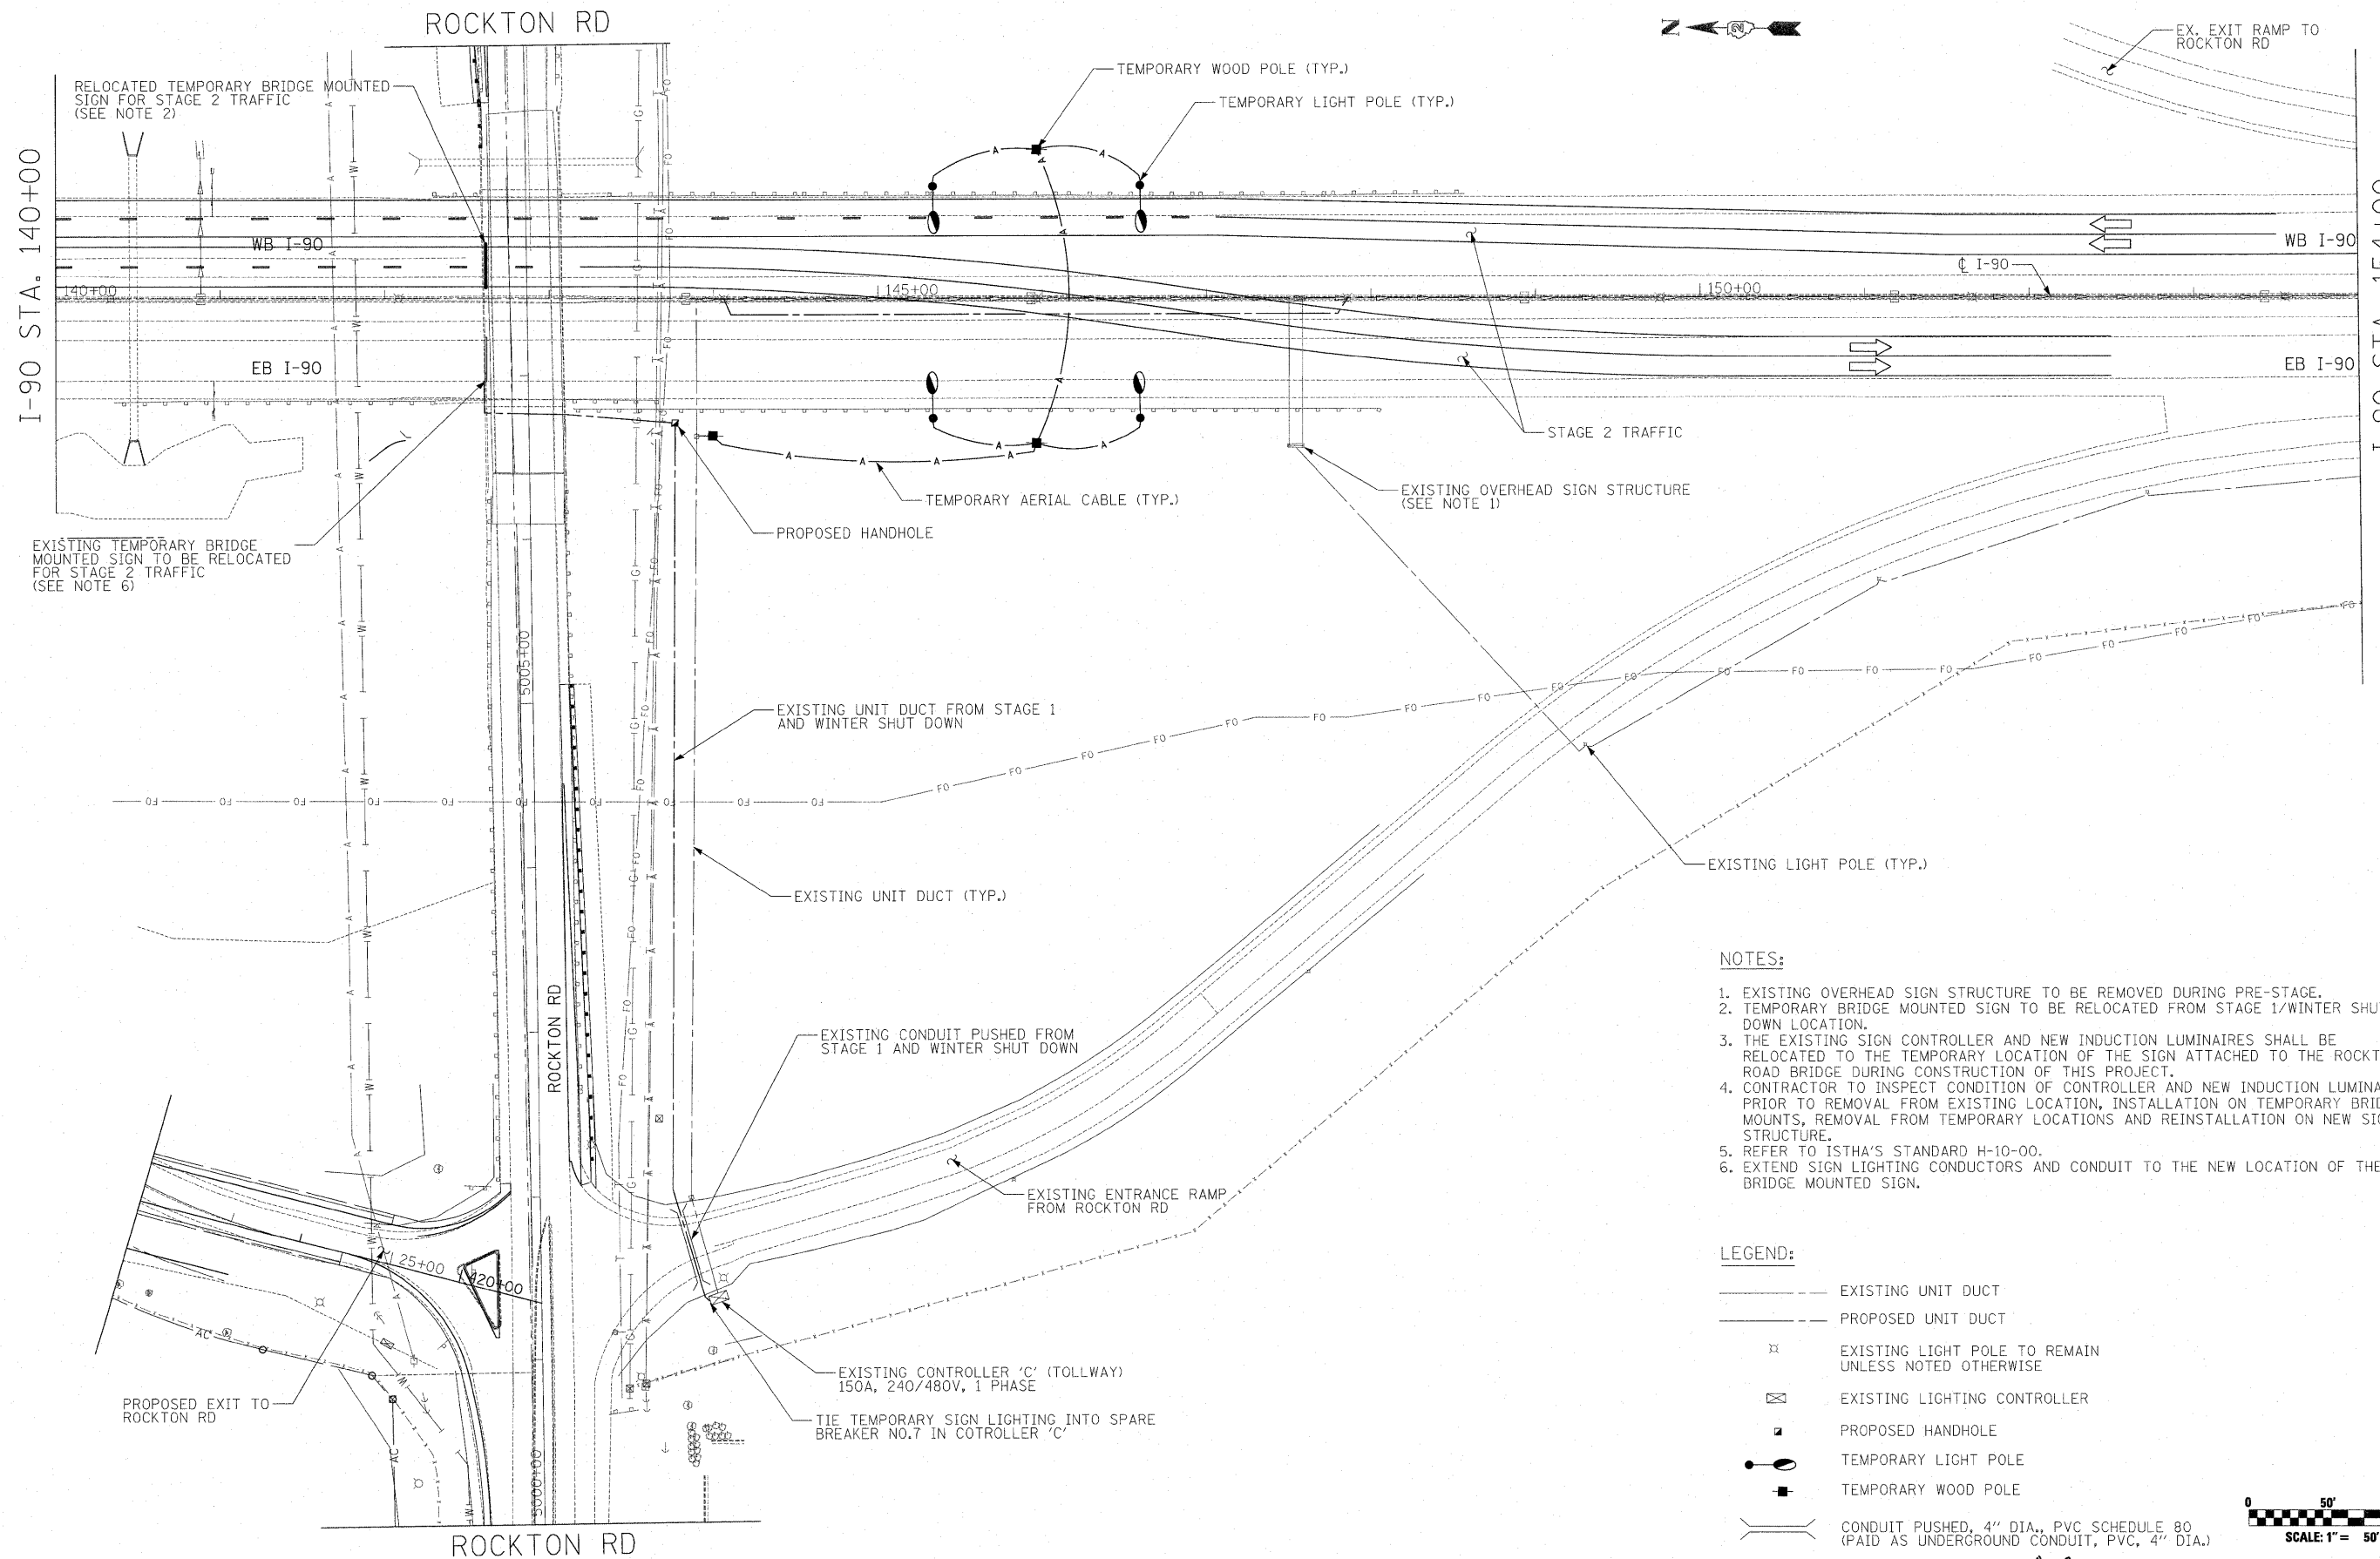 ROCKTON RD
N
2
EX. EXIT RAMP TO
ROCKTON RD
RELOCATED TEMPORARY BRIDGE MOUNTED
SIGN FOR STAGE 2 TRAFFIC
(SEE NOTE 2)
TEMPORARY WOOD POLE (TYP.)
TEMPORARY LIGHT POLE (TYP.)
I-90 STA. 140+00
WB I-90
WB I-90
℄ I-90
140+00
145+00
150+00
EB I-90
EB I-90
STAGE 2 TRAFFIC
EXISTING OVERHEAD SIGN STRUCTURE
(SEE NOTE 1)
TEMPORARY AERIAL CABLE (TYP.)
PROPOSED HANDHOLE
EXISTING TEMPORARY BRIDGE
MOUNTED SIGN TO BE RELOCATED
FOR STAGE 2 TRAFFIC
(SEE NOTE 6)
5005+00
EXISTING UNIT DUCT FROM STAGE 1
AND WINTER SHUT DOWN
EXISTING LIGHT POLE (TYP.)
EXISTING UNIT DUCT (TYP.)
ROCKTON RD
EXISTING CONDUIT PUSHED FROM
STAGE 1 AND WINTER SHUT DOWN
EXISTING ENTRANCE RAMP
FROM ROCKTON RD
25+00
420+00
EXISTING CONTROLLER 'C' (TOLLWAY)
150A, 240/480V, 1 PHASE
PROPOSED EXIT TO
ROCKTON RD
TIE TEMPORARY SIGN LIGHTING INTO SPARE
BREAKER NO.7 IN COTROLLER 'C'
5000+00
ROCKTON RD
NOTES:
1. EXISTING OVERHEAD SIGN STRUCTURE TO BE REMOVED DURING PRE-STAGE.
2. TEMPORARY BRIDGE MOUNTED SIGN TO BE RELOCATED FROM STAGE 1/WINTER SHU
DOWN LOCATION.
3. THE EXISTING SIGN CONTROLLER AND NEW INDUCTION LUMINAIRES SHALL BE
RELOCATED TO THE TEMPORARY LOCATION OF THE SIGN ATTACHED TO THE ROCKT
ROAD BRIDGE DURING CONSTRUCTION OF THIS PROJECT.
4. CONTRACTOR TO INSPECT CONDITION OF CONTROLLER AND NEW INDUCTION LUMINA
PRIOR TO REMOVAL FROM EXISTING LOCATION, INSTALLATION ON TEMPORARY BRI
MOUNTS, REMOVAL FROM TEMPORARY LOCATIONS AND REINSTALLATION ON NEW SI
STRUCTURE.
5. REFER TO ISTHA'S STANDARD H-10-00.
6. EXTEND SIGN LIGHTING CONDUCTORS AND CONDUIT TO THE NEW LOCATION OF THE
BRIDGE MOUNTED SIGN.
LEGEND:
EXISTING UNIT DUCT
PROPOSED UNIT DUCT
EXISTING LIGHT POLE TO REMAIN
UNLESS NOTED OTHERWISE
EXISTING LIGHTING CONTROLLER
PROPOSED HANDHOLE
TEMPORARY LIGHT POLE
TEMPORARY WOOD POLE
CONDUIT PUSHED, 4" DIA., PVC SCHEDULE 80
(PAID AS UNDERGROUND CONDUIT, PVC, 4" DIA.)
0 50'
SCALE: 1" = 50'